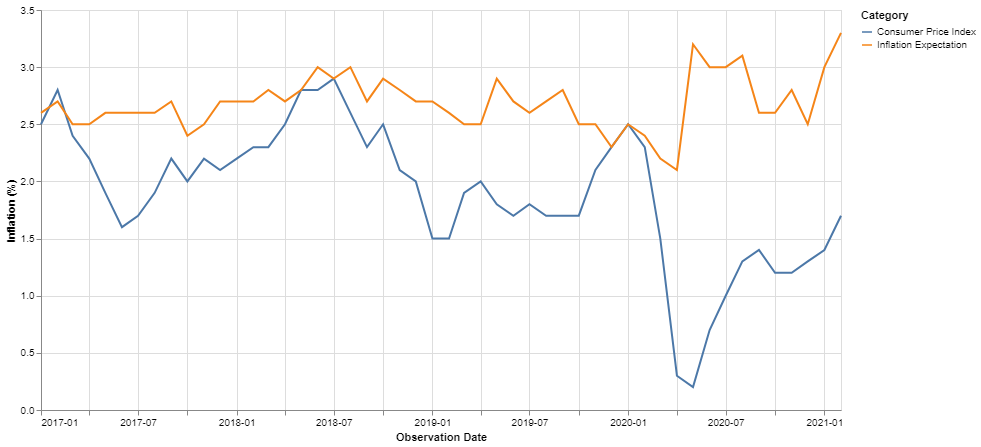 Category
Consumer Price Index
Inflation Expectation
3.5
3.0
2.5
2.0
1.5
1.0
0.5
0.0
Inflation (%)
2017-01 2017-07 2018-01 2018-07 2019-01 2019-07 2020-01 2020-07 2021-01
Observation Date